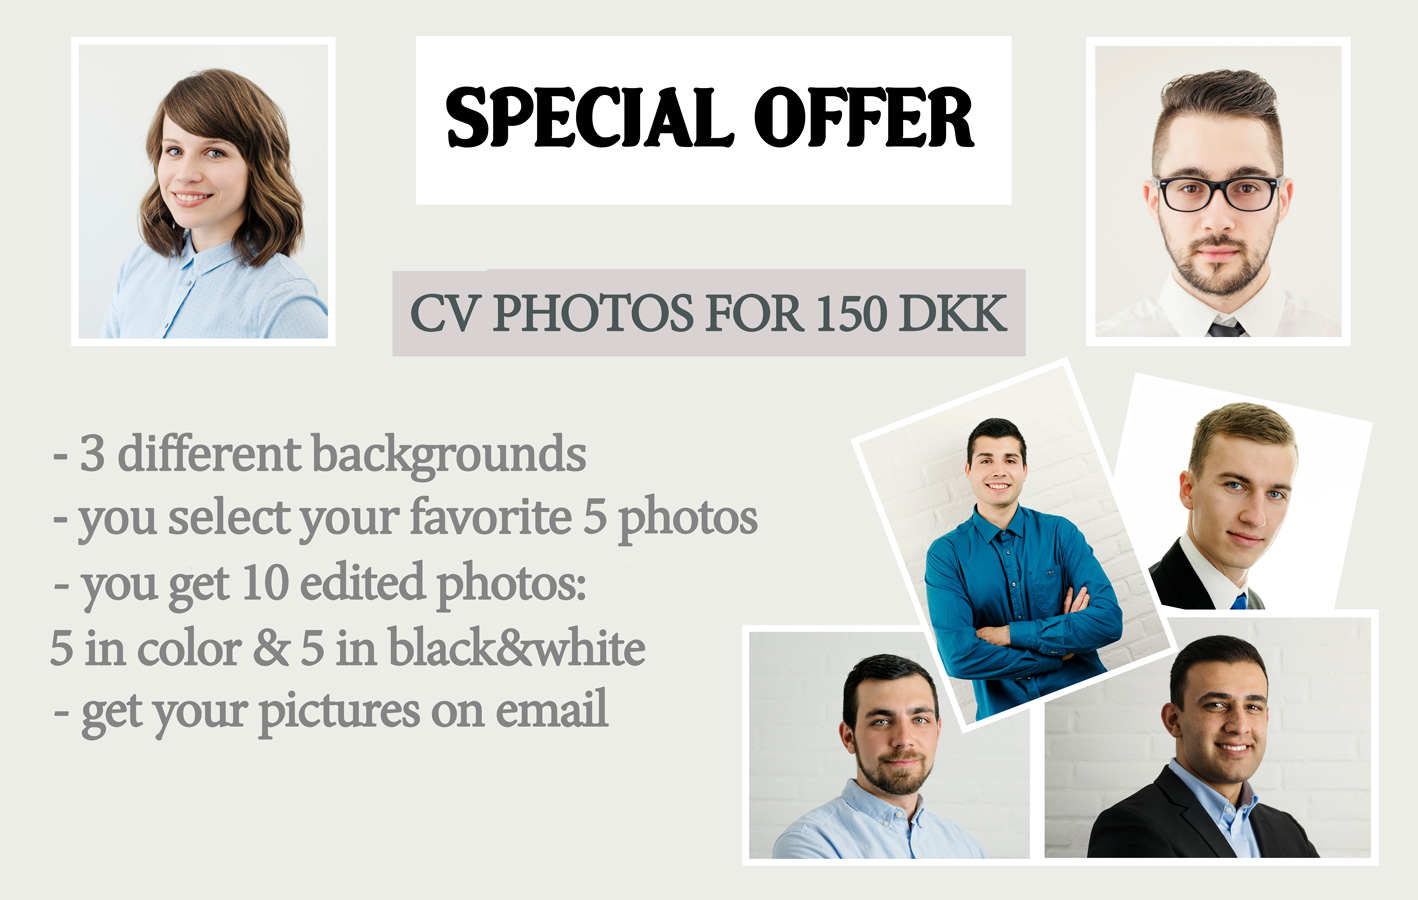 SPECIAL OFFER
CV PHOTOS FOR 150 DKK
- 3 different backgrounds
- you select your favorite 5 photos
- you get 10 edited photos:
5 in color & 5 in black&white
- get your pictures on email